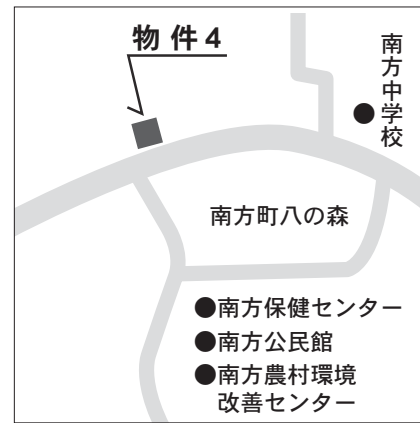 物件4
南方中学校
南方町八の森
●南方保健センター
●南方公民館
●南方農村環境
改善センター